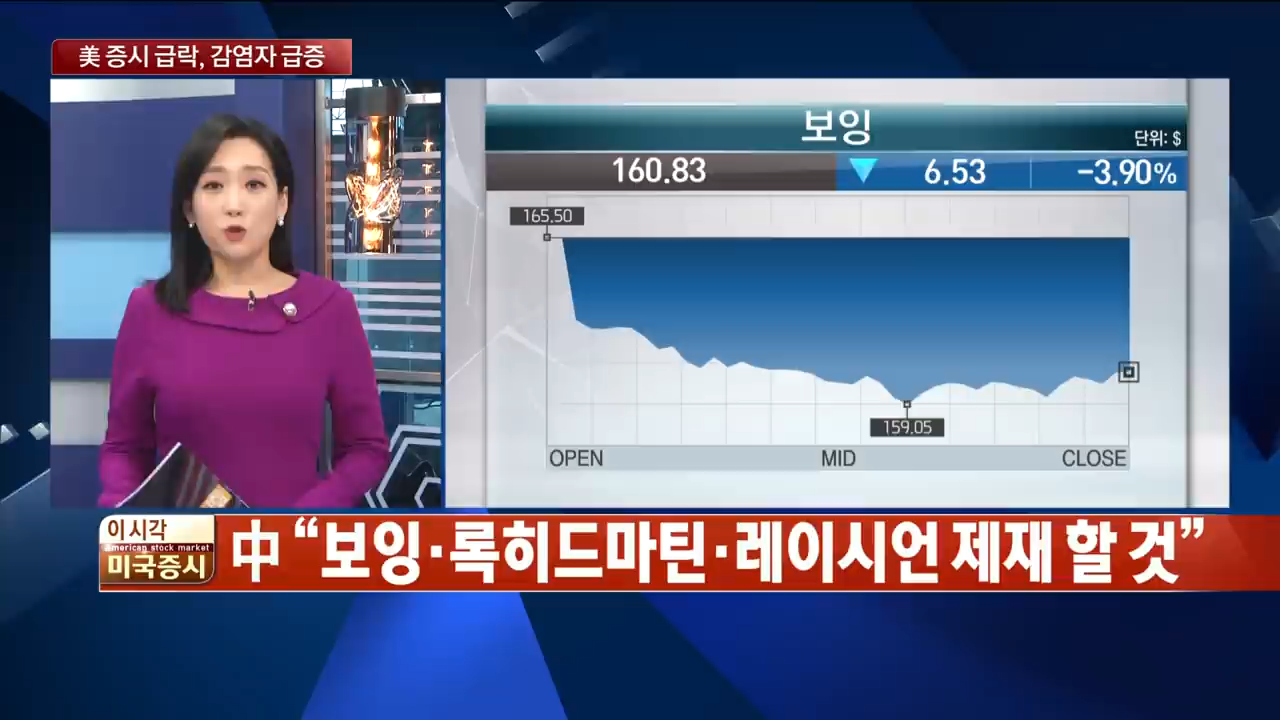 美 증시 급락, 감염자 급증
보잉
단위: $
160.83 ▼ 6.53 -3.90%
165.50
159.05
OPEN MID CLOSE
이 시각
american stock market
미국증시
中 “보잉·록히드마틴·레이시언 제재 할 것”